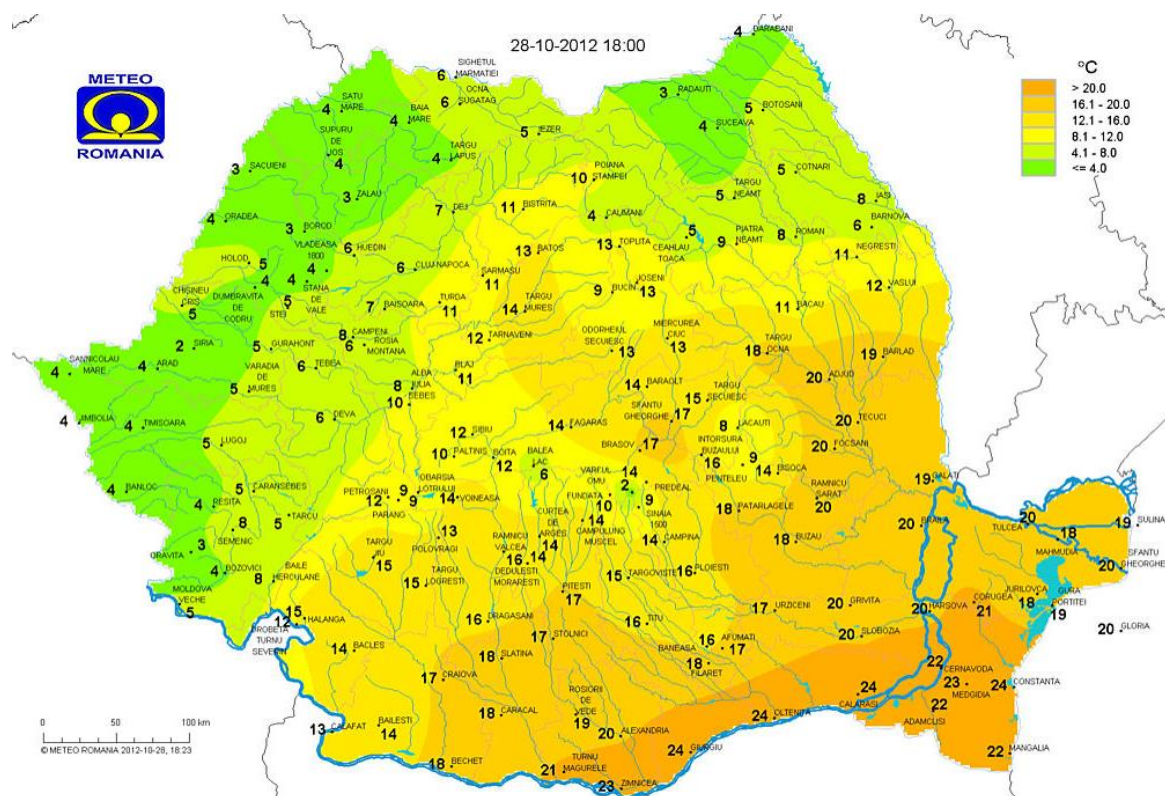 28-10-2012 18:00
METEO
ROMANIA
°C
> 20.0
16.1 - 20.0
12.1 - 16.0
8.1 - 12.0
4.1 - 8.0
<= 4.0
4 DARABANI
6 SIGHETUL
MARMATIEI
6 OCNA
SUGATAG
4 SATU
MARE
4 BAIA
MARE
3 RADAUTI
5 BOTOSANI
4 SUCEAVA
5 IEZER
SUPURU
DE
JOS
4
4 TARGU
LAPUS
3 SACUIENI
10 POIANA
STAMPEI
5 COTNARI
3 ZALAU
5 TARGU
NEAMT
8 IASI
4 ORADEA
7 DEJ
11 BISTRITA
4 CALIMANI
6 BARNOVA
3 BOROD
5 CEAHLAU
TOACA
9 PIATRA
NEAMT
8 ROMAN
VLADEASA
1800
4
6 HUEDIN
13 BATOS
13 TOPLITA
11 NEGRESTI
HOLOD 5
6 CLUJ-NAPOCA
SARMASU
11
4 DUMBRAVITA
DE
CODRU
4 STANA
DE
VALE
9 BUCIN
JOSENI
13
12 VASLUI
CHISINEU
CRIS
5
5
STEI
7 BAISOARA
TURDA
11
14 TARGU
MURES
11 BACAU
8 CAMPENI
6 ROSIA
MONTANA
12 TARNAVENI
ODORHEIUL
SECUIESC
13
MIERCUREA
CIUC
13
18 TARGU
OCNA
19 BARLAD
2 SIRIA
5 GURAHONT
SANNICOLAU
MARE
4
4 ARAD
6 TEBEA
BLAJ
11
VARADIA
DE
MURES
5
8 ALBA
IULIA
10 SEBES
14 BARAOLT
20 ADJUD
15 TARGU
SECUIESC
4 JIMBOLIA
4 TIMISOARA
6 DEVA
12 SIBIU
14 FAGARAS
SFANTU
GHEORGHE
17
8 LACAUTI
20 TECUCI
5 LUGOJ
10 PALTINIS
BOITA
12
BALEA
LAC
6
BRASOV 17
INTORSURA
BUZAULUI
16
9
PENTELEU
14 BISOCA
20 FOCSANI
4 BANLOC
5 CARANSEBES
PETROSANI
12
9 OBARSIA
LOTRULUI
9
PARANG
14 VOINEASA
VARFUL
OMU
2
14
PREDEAL
FUNDATA
10
9
SINAIA
1500
RAMNICU
SARAT
20
19 GALATI
4 RESITA
5
TARCU
8
SEMENIC
13
POLOVRAGI
CURTEA
DE
ARGES
14
14
CAMPULUNG
MUSCEL
14 CAMPINA
18 PATARLAGELE
18 BUZAU
20 BRAILA
20
TULCEA
18
MAHMUDIA
19 SULINA
3
ORAVITA
TARGU
JIU
15
RAMNICU
VALCEA
16 14
DEDULESTI
MORARESTI
4 BOZOVICI
8 BAILE
HERCULANE
15 TARGU
LOGRESTI
15 TARGOVISTE
16 PLOIESTI
20 SFANTU
GHEORGHE
MOLDOVA
VECHE
5
PITESTI
17
17 URZICENI
20 GRIVITA
20 HARSOVA
CORUGEA
21
JURILOVCA
18
GURA
PORTITEI
19
15
12 HALANGA
DROBETA
TURNU
SEVERIN
16 DRAGASANI
16 TITU
20 GLORIA
14 BACLES
17 STOLNICI
BANEASA 16 AFUMATI
17
18
FILARET
20 SLOBOZIA
18 SLATINA
22
CERNAVODA
17 CRAIOVA
23
MEDGIDIA
24 CONSTANTA
ROSIORII
DE
VEDE
19
24
CALARASI
22
ADAMCLISI
18 CARACAL
24 OLTENITA
13 CALAFAT
BAILESTI
14
20 ALEXANDRIA
24 GIURGIU
22 MANGALIA
18 BECHET
21 TURNU
MAGURELE
23 ZIMNICEA
0 50 100 km
© METEO ROMANIA 2012-10-28, 18:23